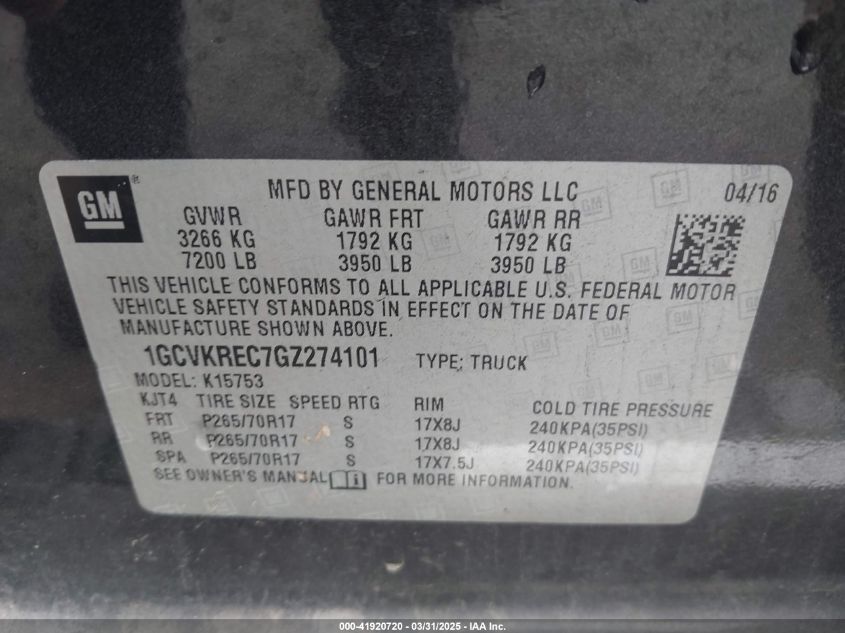 GM®
MFD BY GENERAL MOTORS LLC 04/16
GVWR GAWR FRT GAWR RR
3266 KG 1792 KG 1792 KG
7200 LB 3950 LB 3950 LB
THIS VEHICLE CONFORMS TO ALL APPLICABLE U.S. FEDERAL MOTOR
VEHICLE SAFETY STANDARDS IN EFFECT ON THE DATE OF
MANUFACTURE SHOWN ABOVE.
1GCVKREC7GZ274101 TYPE: TRUCK
MODEL: K15753
KJT4 TIRE SIZE SPEED RTG RIM COLD TIRE PRESSURE
FRT P265/70R17 S 17X8J 240KPA(35PSI)
RR P265/70R17 S 17X8J 240KPA(35PSI)
SPA P265/70R17 S 17X7.5J 240KPA(35PSI)
SEE OWNER'S MANUAL FOR MORE INFORMATION.
000-41920720 - 03/31/2025 - IAA Inc.